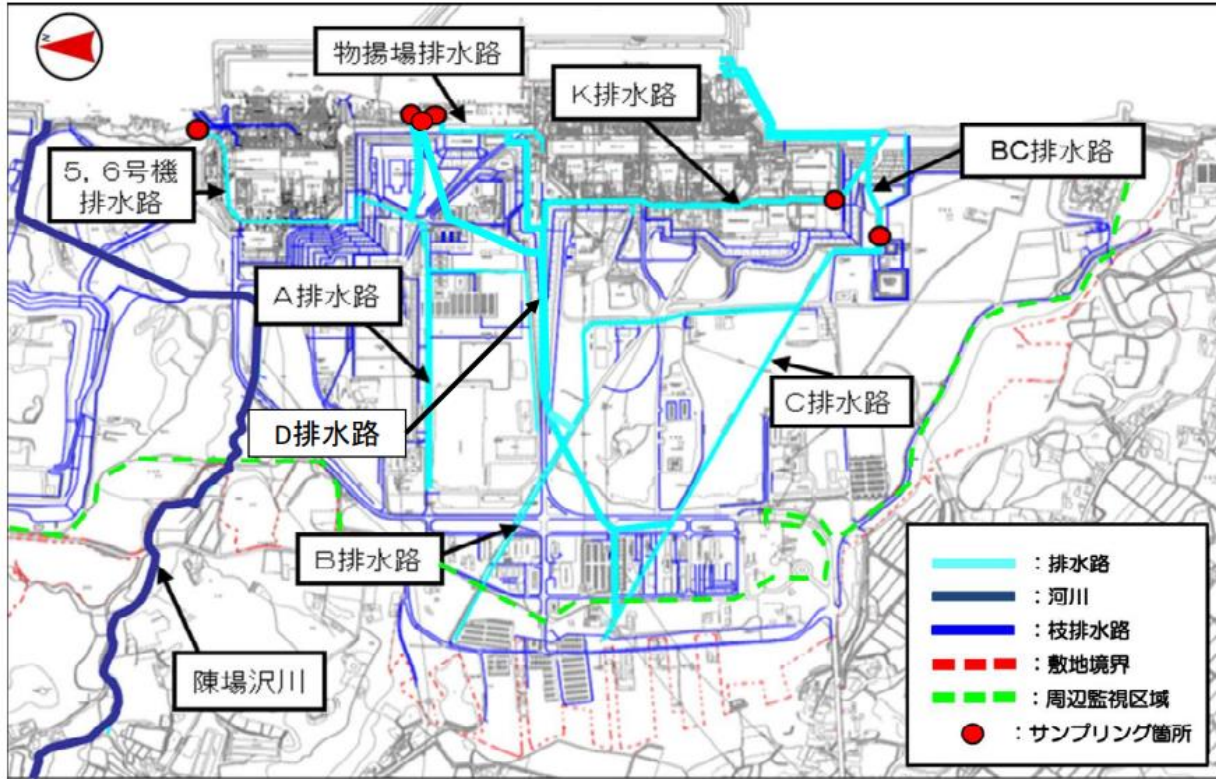 N
物揚場排水路
K排水路
BC排水路
5,6号機
排水路
A排水路
D排水路
C排水路
B排水路
陳場沢川
:排水路
:河川
:枝排水路
:敷地境界
:周辺監視区域
:サンプリング箇所